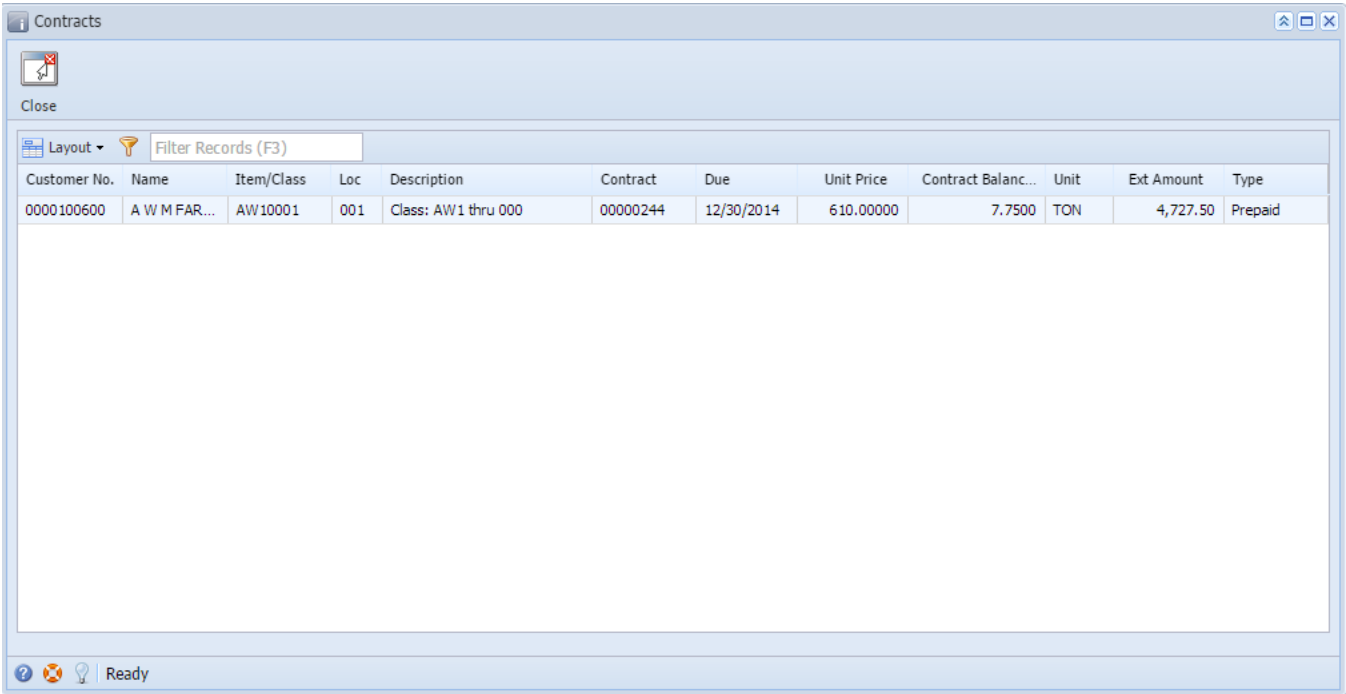 Contracts
Close
Layout Filter Records (F3)
Customer No. Name Item/Class Loc Description Contract Due Unit Price Contract Balanc... Unit Ext Amount Type
0000100600 A W M FAR... AW10001 001 Class: AW1 thru 000 00000244 12/30/2014 610.00000 7.7500 TON 4,727.50 Prepaid
Ready